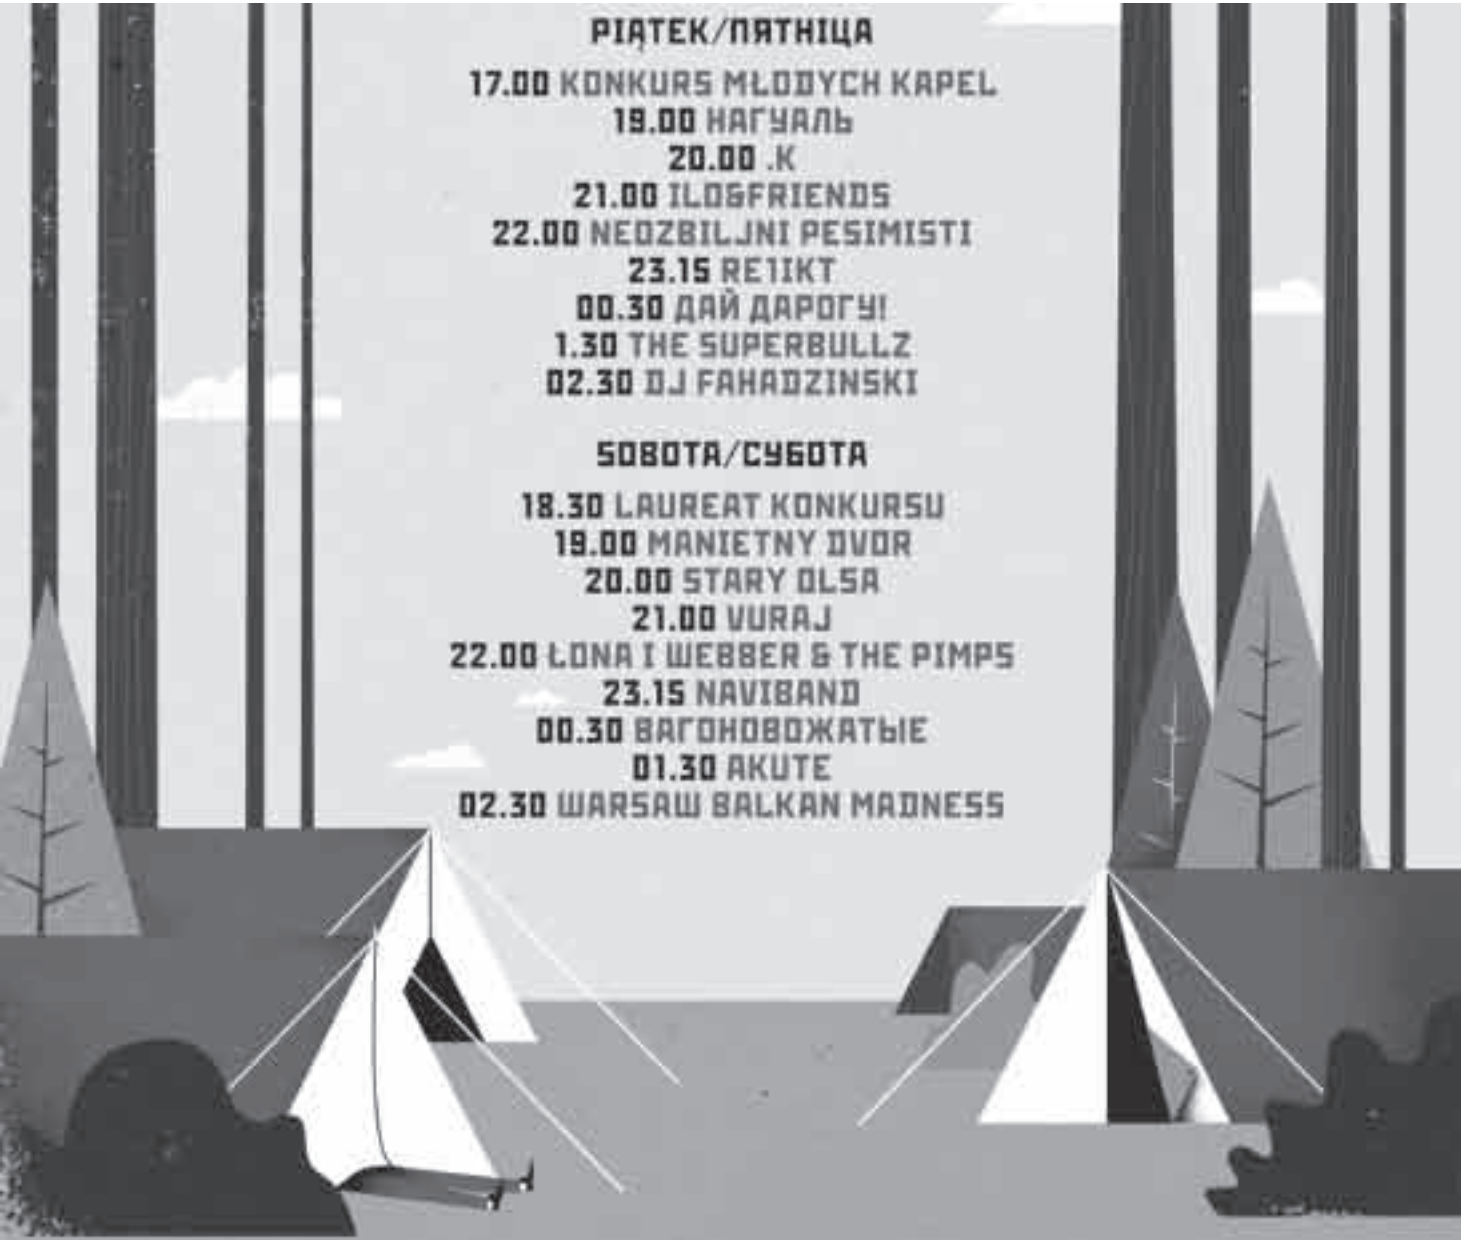 PIĄTEK/ПЯТНІЦА
17.00 KONKURS MŁODYCH KAPEL
19.00 НАГУАЛЬ
20.00 .K
21.00 ILO&FRIENDS
22.00 NEOZBILJNI PESIMISTI
23.15 RE1IKT
00.30 ДАЙ ДАРОГУ!
1.30 THE SUPERBULLZ
02.30 DJ FAHADZINSKI
SOBOTA/СУБОТА
18.30 LAUREAT KONKURSU
19.00 MANIETNY DVOR
20.00 STARY OLSA
21.00 VURAJ
22.00 ŁONA I WEBBER & THE PIMPS
23.15 NAVIBAND
00.30 ВАГОНОВОЖАТЫЕ
01.30 AKUTE
02.30 WARSAW BALKAN MADNESS